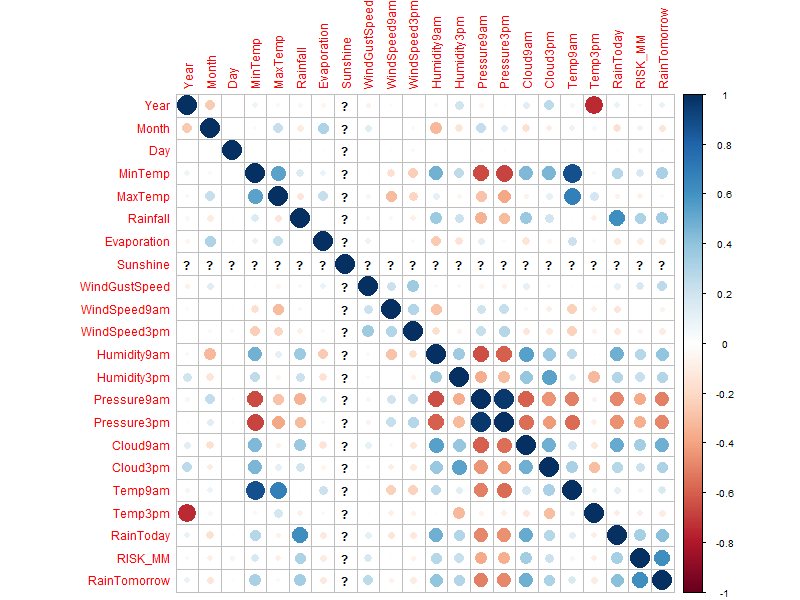 Year Month Day MinTemp MaxTemp Rainfall Evaporation Sunshine WindGustSpeed WindSpeed9am WindSpeed3pm Humidity9am Humidity3pm Pressure9am Pressure3pm Cloud9am Cloud3pm Temp9am Temp3pm RainToday RISK_MM RainTomorrow
Year ? 1
Month ?
Day ? 0.8
MinTemp ?
MaxTemp ? 0.6
Rainfall ?
Evaporation ? 0.4
Sunshine ? ? ? ? ? ? ? ? ? ? ? ? ? ? ? ? ? ? ? ? ?
WindGustSpeed ? 0.2
WindSpeed9am ?
WindSpeed3pm ? 0
Humidity9am ?
Humidity3pm ? -0.2
Pressure9am ?
Pressure3pm ? -0.4
Cloud9am ?
Cloud3pm ?
Temp9am ? -0.6
Temp3pm ?
RainToday ? -0.8
RISK_MM ?
RainTomorrow ? -1